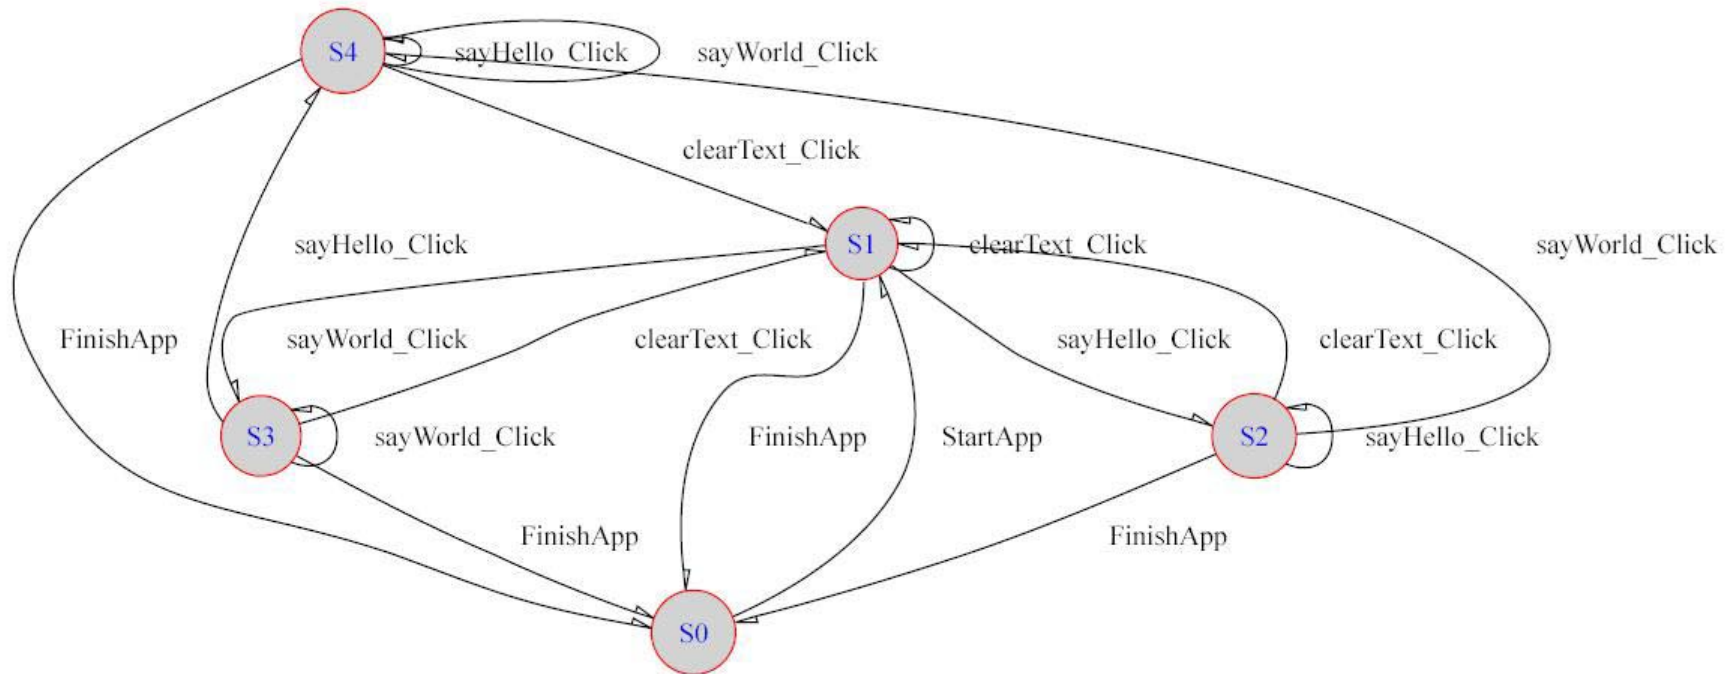 S4
sayHello_Click
sayWorld_Click
clearText_Click
sayHello_Click
S1
clearText_Click
sayWorld_Click
FinishApp
sayWorld_Click
clearText_Click
sayHello_Click
clearText_Click
S3
sayWorld_Click
FinishApp
StartApp
S2
sayHello_Click
FinishApp
FinishApp
S0